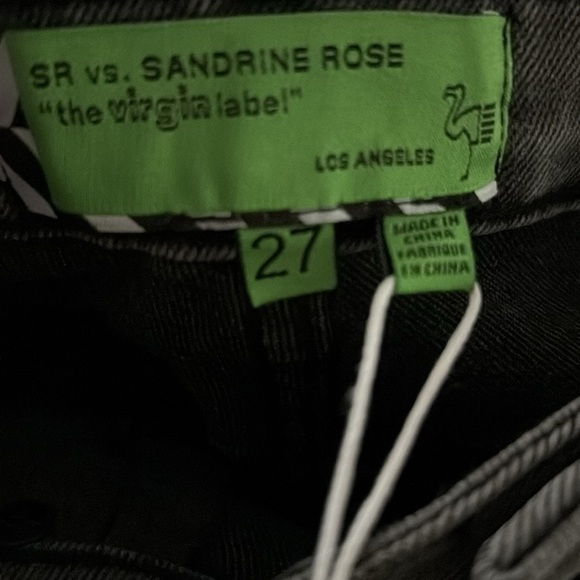 SR vs. SANDRINE ROSE
"the virgin label"
LOS ANGELES
27
MADE IN
CHINA
FABRIQUE
EN CHINA